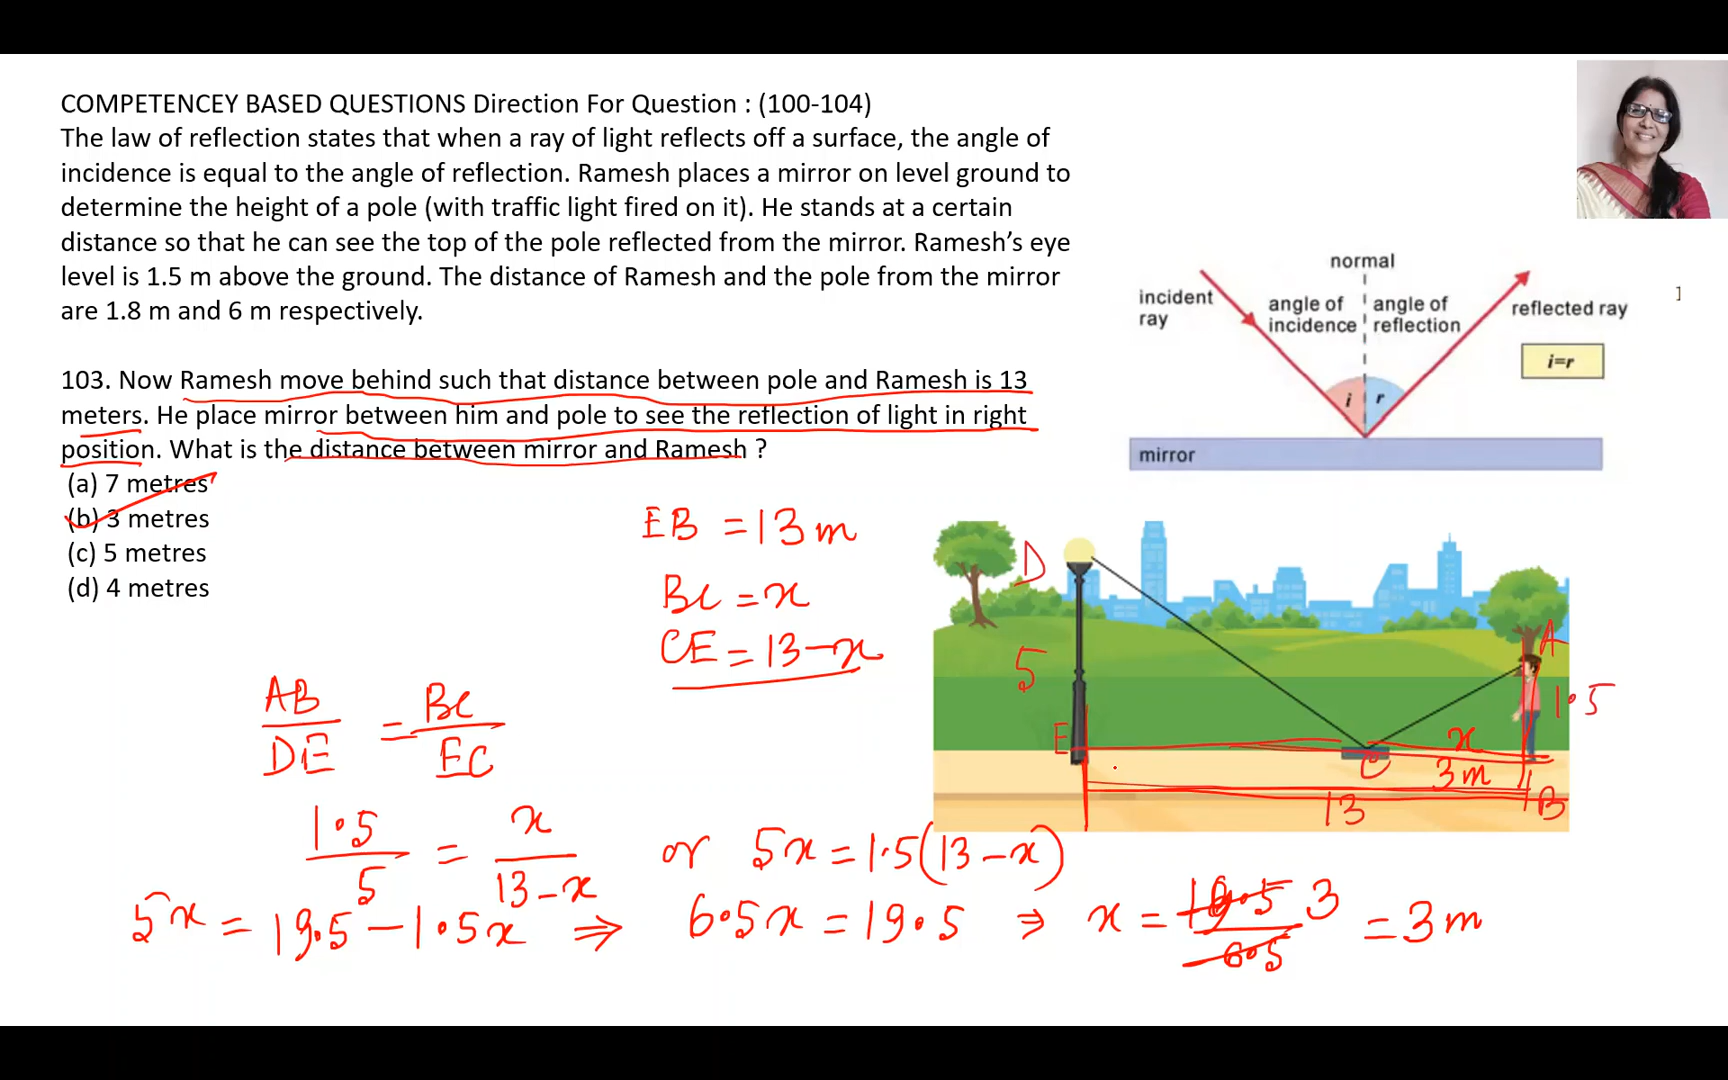 COMPETENCEY BASED QUESTIONS Direction For Question : (100-104)
The law of reflection states that when a ray of light reflects off a surface, the angle of
incidence is equal to the angle of reflection. Ramesh places a mirror on level ground to
determine the height of a pole (with traffic light fired on it). He stands at a certain
distance so that he can see the top of the pole reflected from the mirror. Ramesh's eye
level is 1.5 m above the ground. The distance of Ramesh and the pole from the mirror
are 1.8 m and 6 m respectively.
103. Now Ramesh move behind such that distance between pole and Ramesh is 13
meters. He place mirror between him and pole to see the reflection of light in right
position. What is the distance between mirror and Ramesh ?
(a) 7 metres
(b) 3 metres
(c) 5 metres
(d) 4 metres
normal
incident
ray
angle of
incidence
angle of
reflection
reflected ray
i=r
i
r
mirror
]
EB = 13 m
BC = x
CE = 13 - x
D
A
5
1.5
E
x
C
3m
B
13
AB/DE = BC/EC
1.5/5 = x/13-x or 5x = 1.5(13-x)
5x = 19.5 - 1.5x ⇒ 6.5x = 19.5 ⇒ x = 19.5/6.5 3 = 3 m